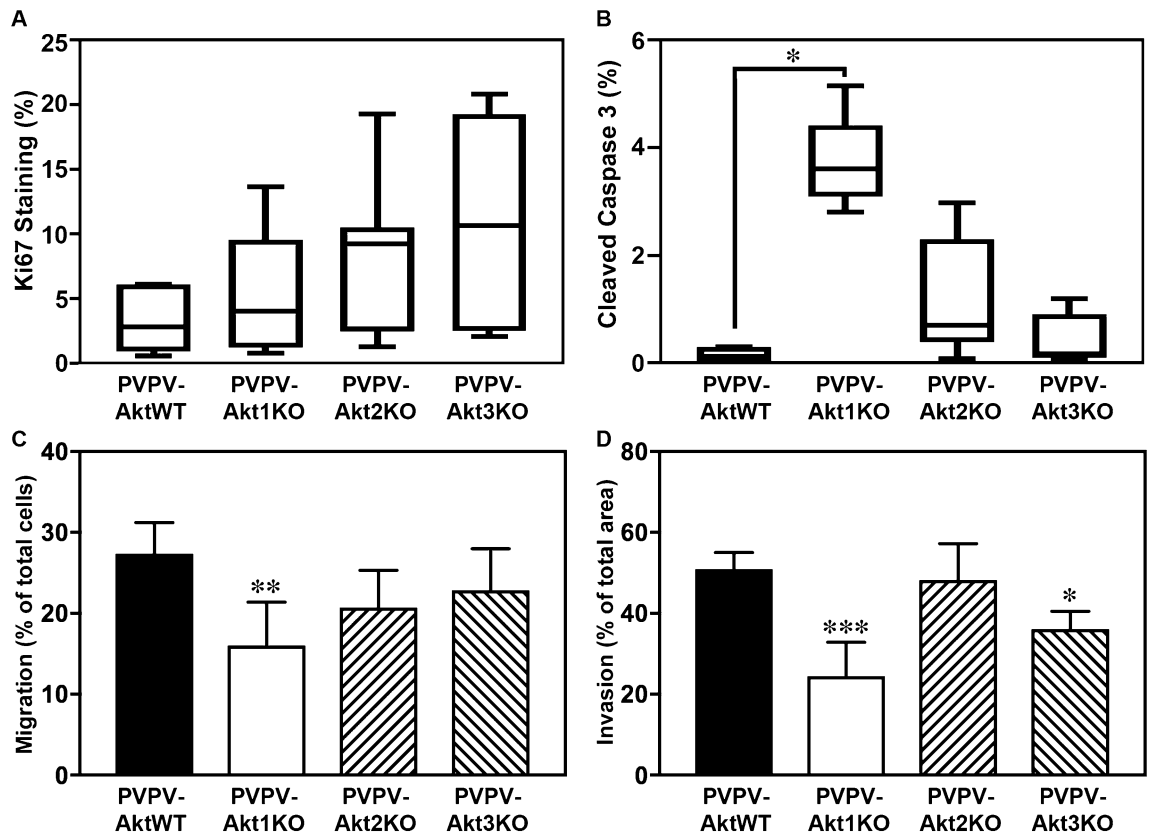 A
Ki67 Staining (%)
25
20
15
10
5
0
PVPV-
AktWT
PVPV-
Akt1KO
PVPV-
Akt2KO
PVPV-
Akt3KO
B
Cleaved Caspase 3 (%)
6
4
2
0
*
PVPV-
AktWT
PVPV-
Akt1KO
PVPV-
Akt2KO
PVPV-
Akt3KO
C
Migration (% of total cells)
40
30
20
10
0
**
PVPV-
AktWT
PVPV-
Akt1KO
PVPV-
Akt2KO
PVPV-
Akt3KO
D
Invasion (% of total area)
80
60
40
20
0
***
*
PVPV-
AktWT
PVPV-
Akt1KO
PVPV-
Akt2KO
PVPV-
Akt3KO